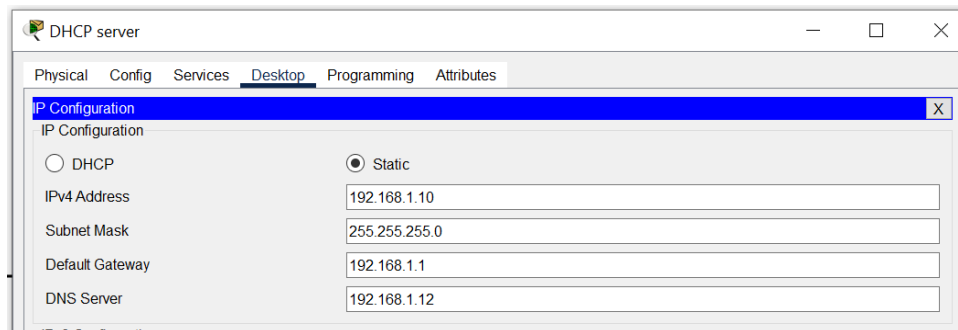 DHCP server
Physical Config Services Desktop Programming Attributes
IP Configuration X
IP Configuration
DHCP Static
IPv4 Address 192.168.1.10
Subnet Mask 255.255.255.0
Default Gateway 192.168.1.1
DNS Server 192.168.1.12